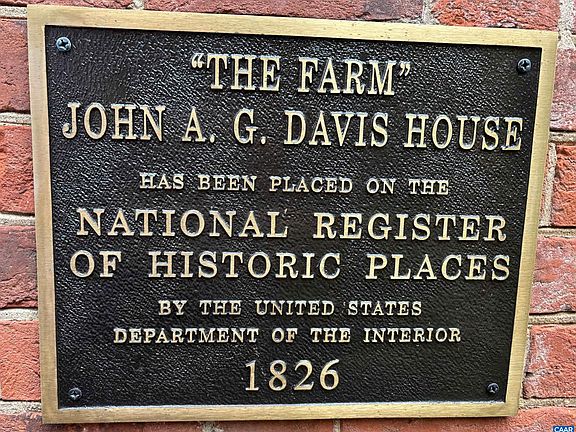 "THE FARM"
JOHN A. G. DAVIS HOUSE
HAS BEEN PLACED ON THE
NATIONAL REGISTER
OF HISTORIC PLACES
BY THE UNITED STATES
DEPARTMENT OF THE INTERIOR
1826
CAAR